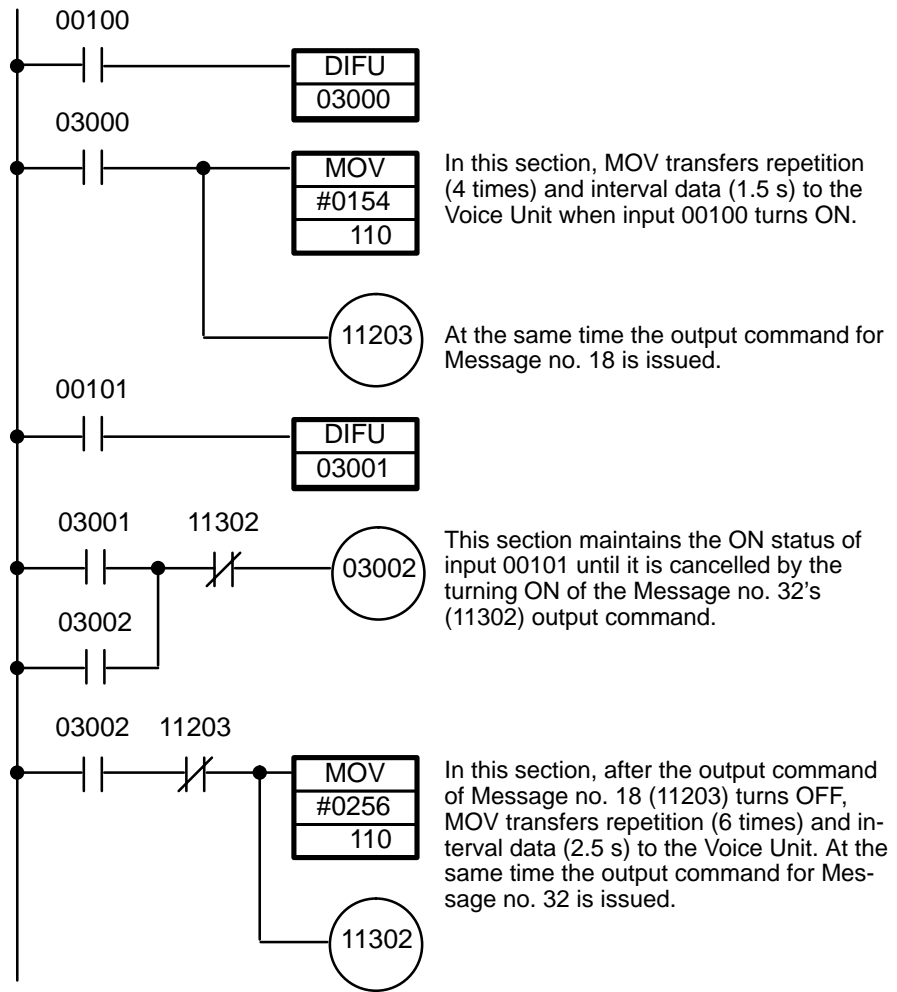 00100
DIFU
03000
03000
MOV
#0154
110
In this section, MOV transfers repetition
(4 times) and interval data (1.5 s) to the
Voice Unit when input 00100 turns ON.
11203
At the same time the output command for
Message no. 18 is issued.
00101
DIFU
03001
03001 11302
03002
This section maintains the ON status of
input 00101 until it is cancelled by the
turning ON of the Message no. 32's
(11302) output command.
03002
03002 11203
MOV
#0256
110
In this section, after the output command
of Message no. 18 (11203) turns OFF,
MOV transfers repetition (6 times) and in-
terval data (2.5 s) to the Voice Unit. At the
same time the output command for Mes-
sage no. 32 is issued.
11302